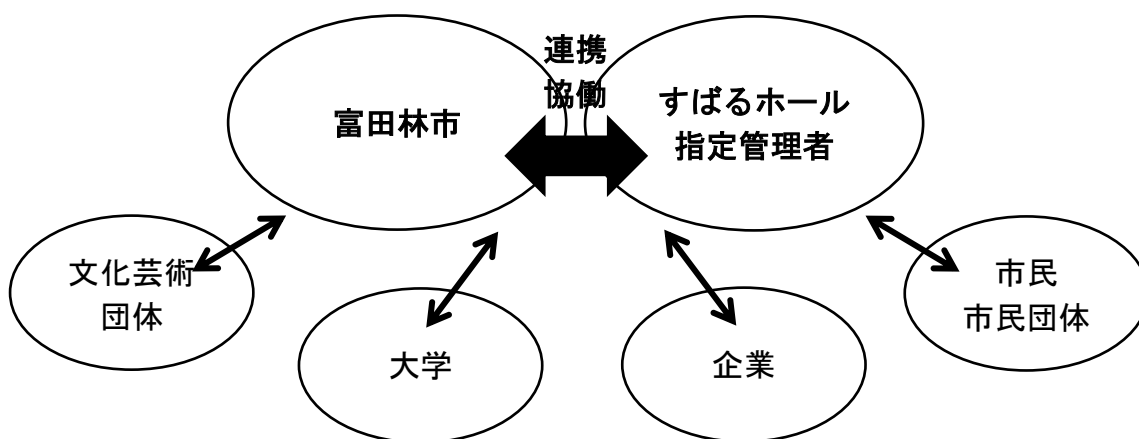 連携
協働
富田林市
すばるホール
指定管理者
文化芸術
団体
大学
企業
市民
市民団体